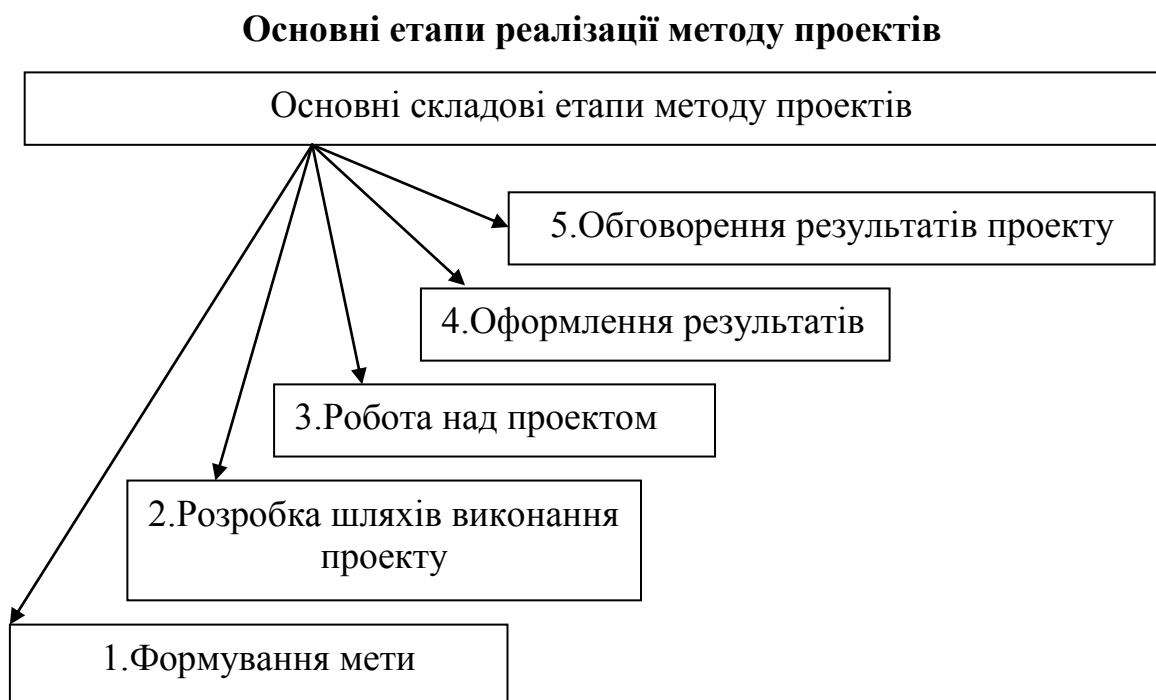 Основні етапи реалізації методу проектів
Основні складові етапи методу проектів
5.Обговорення результатів проекту
4.Оформлення результатів
3.Робота над проектом
2.Розробка шляхів виконання
проекту
1.Формування мети